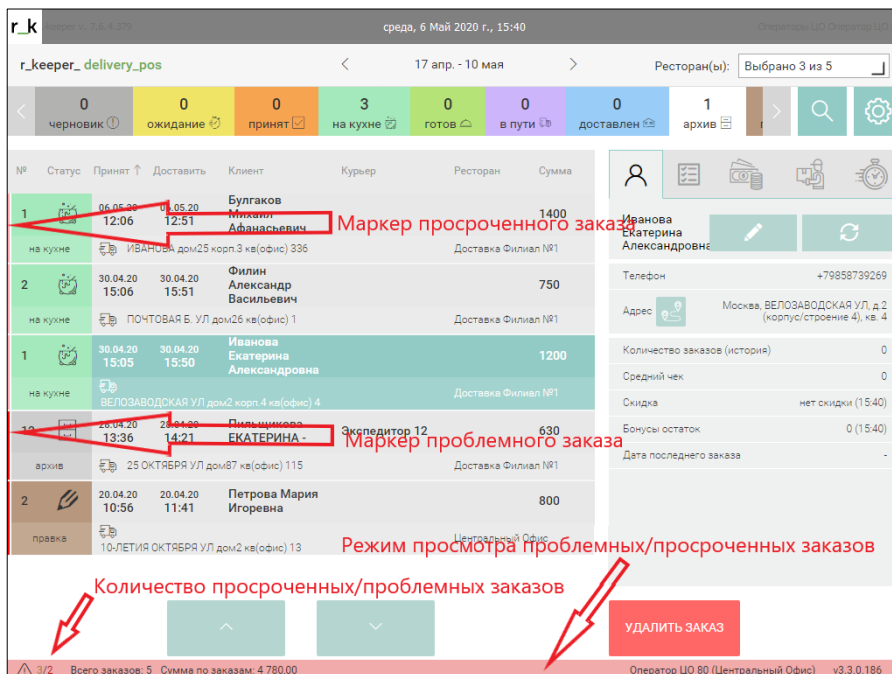 r_k keeper v. 7.6.4.379 среда, 6 Май 2020 г., 15:40 Операторы ЦО Оператор ЦО
r_keeper_ delivery_pos < 17 апр. - 10 мая > Ресторан(ы): Выбрано 3 из 5
0 0 0 3 0 0 0 1
черновик ожидание принят на кухне готов в пути доставлен архив
№ Статус Принят ↑ Доставить Клиент Курьер Ресторан Сумма
1 06.05.20 12:06 06.05.20 12:51 Булгаков Михаил Афанасьевич 1400
Маркер просроченного заказа
на кухне ИВАНОВА дом25 корп.3 кв(офис) 336 Доставка Филиал №1
2 30.04.20 15:06 30.04.20 15:51 Филин Александр Васильевич 750
на кухне ПОЧТОВАЯ Б. УЛ дом26 кв(офис) 1 Доставка Филиал №1
1 30.04.20 15:05 30.04.20 15:50 Иванова Екатерина Александровна 1200
на кухне ВЕЛОЗАВОДСКАЯ УЛ дом2 корп.4 кв(офис) 4 Доставка Филиал №1
13:36 14:21 Пильщикова ЕКАТЕРИНА - Экспедитор 12 630
Маркер проблемного заказа
архив 25 ОКТЯБРЯ УЛ дом87 кв(офис) 115 Доставка Филиал №1
2 20.04.20 10:56 20.04.20 11:41 Петрова Мария Игоревна 800
правка 10-ЛЕТИЯ ОКТЯБРЯ УЛ дом2 кв(офис) 13 Центральный Офис
Иванова
Екатерина
Александровна
Телефон +79858739269
Адрес Москва, ВЕЛОЗАВОДСКАЯ УЛ, д.2
(корпус/строение 4), кв. 4
Количество заказов (история) 0
Средний чек 0
Скидка нет скидки (15:40)
Бонусы остаток 0 (15:40)
Дата последнего заказа -
Режим просмотра проблемных/просроченных заказов
Количество просроченных/проблемных заказов
УДАЛИТЬ ЗАКАЗ
3/2 Всего заказов: 5 Сумма по заказам: 4 780.00 Оператор ЦО 80 (Центральный Офис) v3.3.0.186